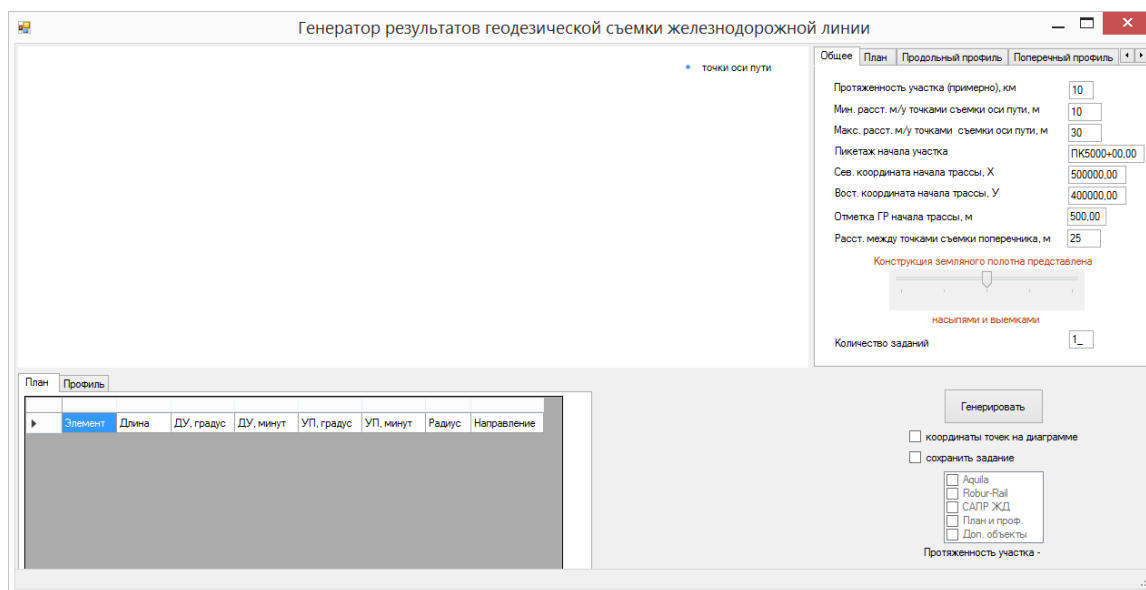 Генератор результатов геодезической съемки железнодорожной линии
точки оси пути
Общее План Продольный профиль Поперечный профиль
Протяженность участка (примерно), км 10
Мин. расст. м/у точками съемки оси пути, м 10
Макс. расст. м/у точками съемки оси пути, м 30
Пикетаж начала участка ПК5000+00,00
Сев. координата начала трассы, X 500000,00
Вост. координата начала трассы, У 400000,00
Отметка ГР начала трассы, м 500,00
Расст. между точками съемки поперечника, м 25
Конструкция земляного полотна представлена
насыпями и выемками
Количество заданий 1_
План Профиль
Элемент Длина ДУ, градус ДУ, минут УП, градус УП, минут Радиус Направление
Генерировать
координаты точек на диаграмме
сохранить задание
Aquila
Robur-Rail
САПР ЖД
План и проф.
Доп. объекты
Протяженность участка -